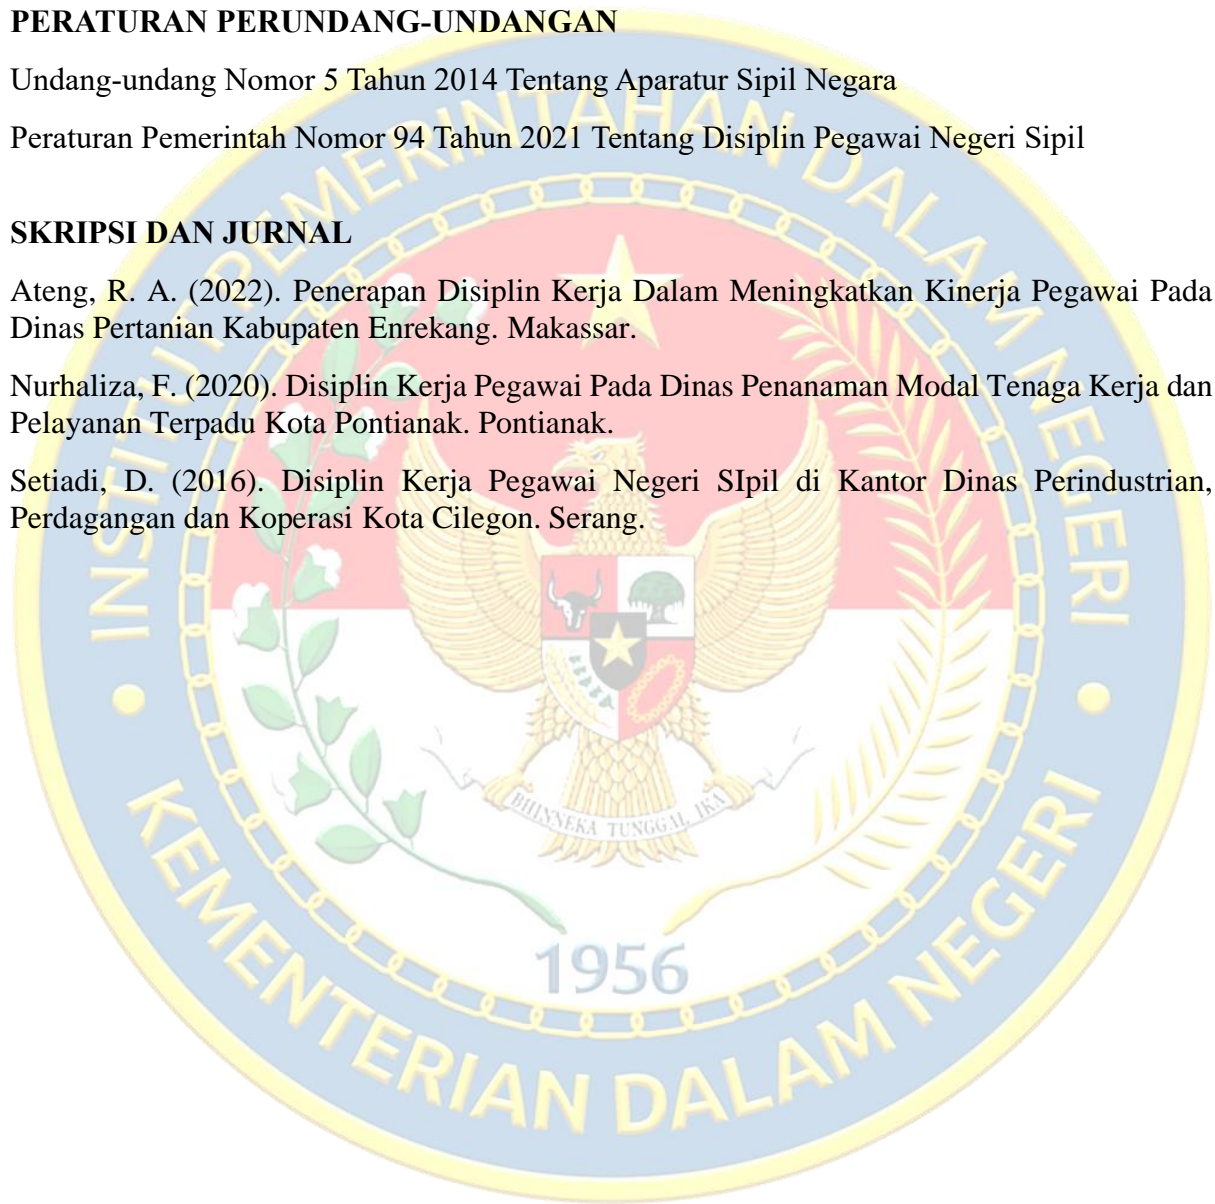 PERATURAN PERUNDANG-UNDANGAN
Undang-undang Nomor 5 Tahun 2014 Tentang Aparatur Sipil Negara
Peraturan Pemerintah Nomor 94 Tahun 2021 Tentang Disiplin Pegawai Negeri Sipil
SKRIPSI DAN JURNAL
Ateng, R. A. (2022). Penerapan Disiplin Kerja Dalam Meningkatkan Kinerja Pegawai Pada
Dinas Pertanian Kabupaten Enrekang. Makassar.
Nurhaliza, F. (2020). Disiplin Kerja Pegawai Pada Dinas Penanaman Modal Tenaga Kerja dan
Pelayanan Terpadu Kota Pontianak. Pontianak.
Setiadi, D. (2016). Disiplin Kerja Pegawai Negeri SIpil di Kantor Dinas Perindustrian,
Perdagangan dan Koperasi Kota Cilegon. Serang.
INSTITUT PEMERINTAHAN DALAM NEGERI
BHINNEKA TUNGGAL IKA
1956
KEMENTERIAN DALAM NEGERI